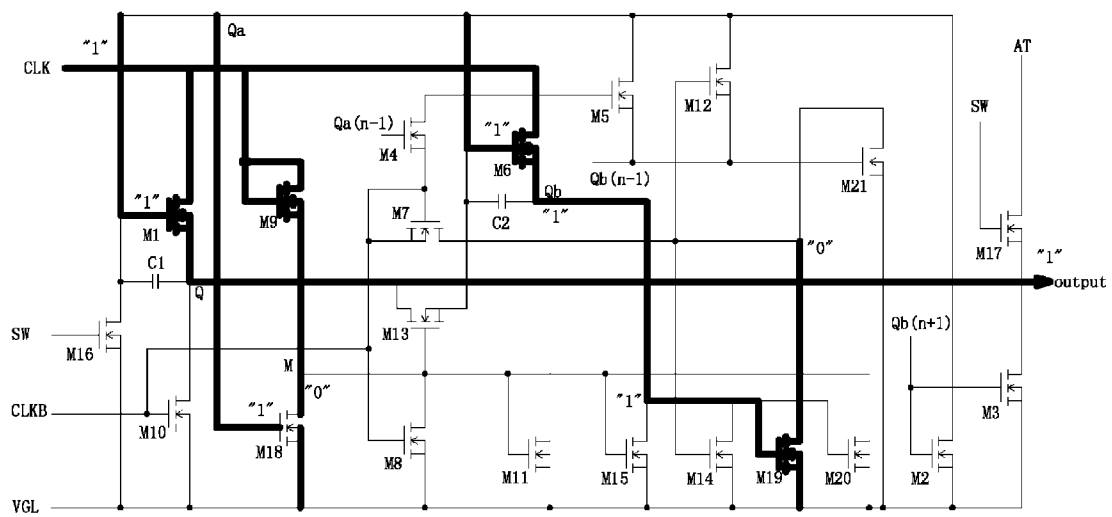 Qa
"1"
CLK
AT
SW
M5
M12
Qa(n-1)
M4
"1"
M6
Qb(n-1)
M21
Qb
"1"
"1"
M1
M9
M7
C2
M17
"0"
"1"
C1
Q
output
SW
M16
M13
Qb(n+1)
M
"0"
CLKB
M10
"1"
M18
M8
M11
"1"
M15
M14
M19
M20
M2
M3
VGL